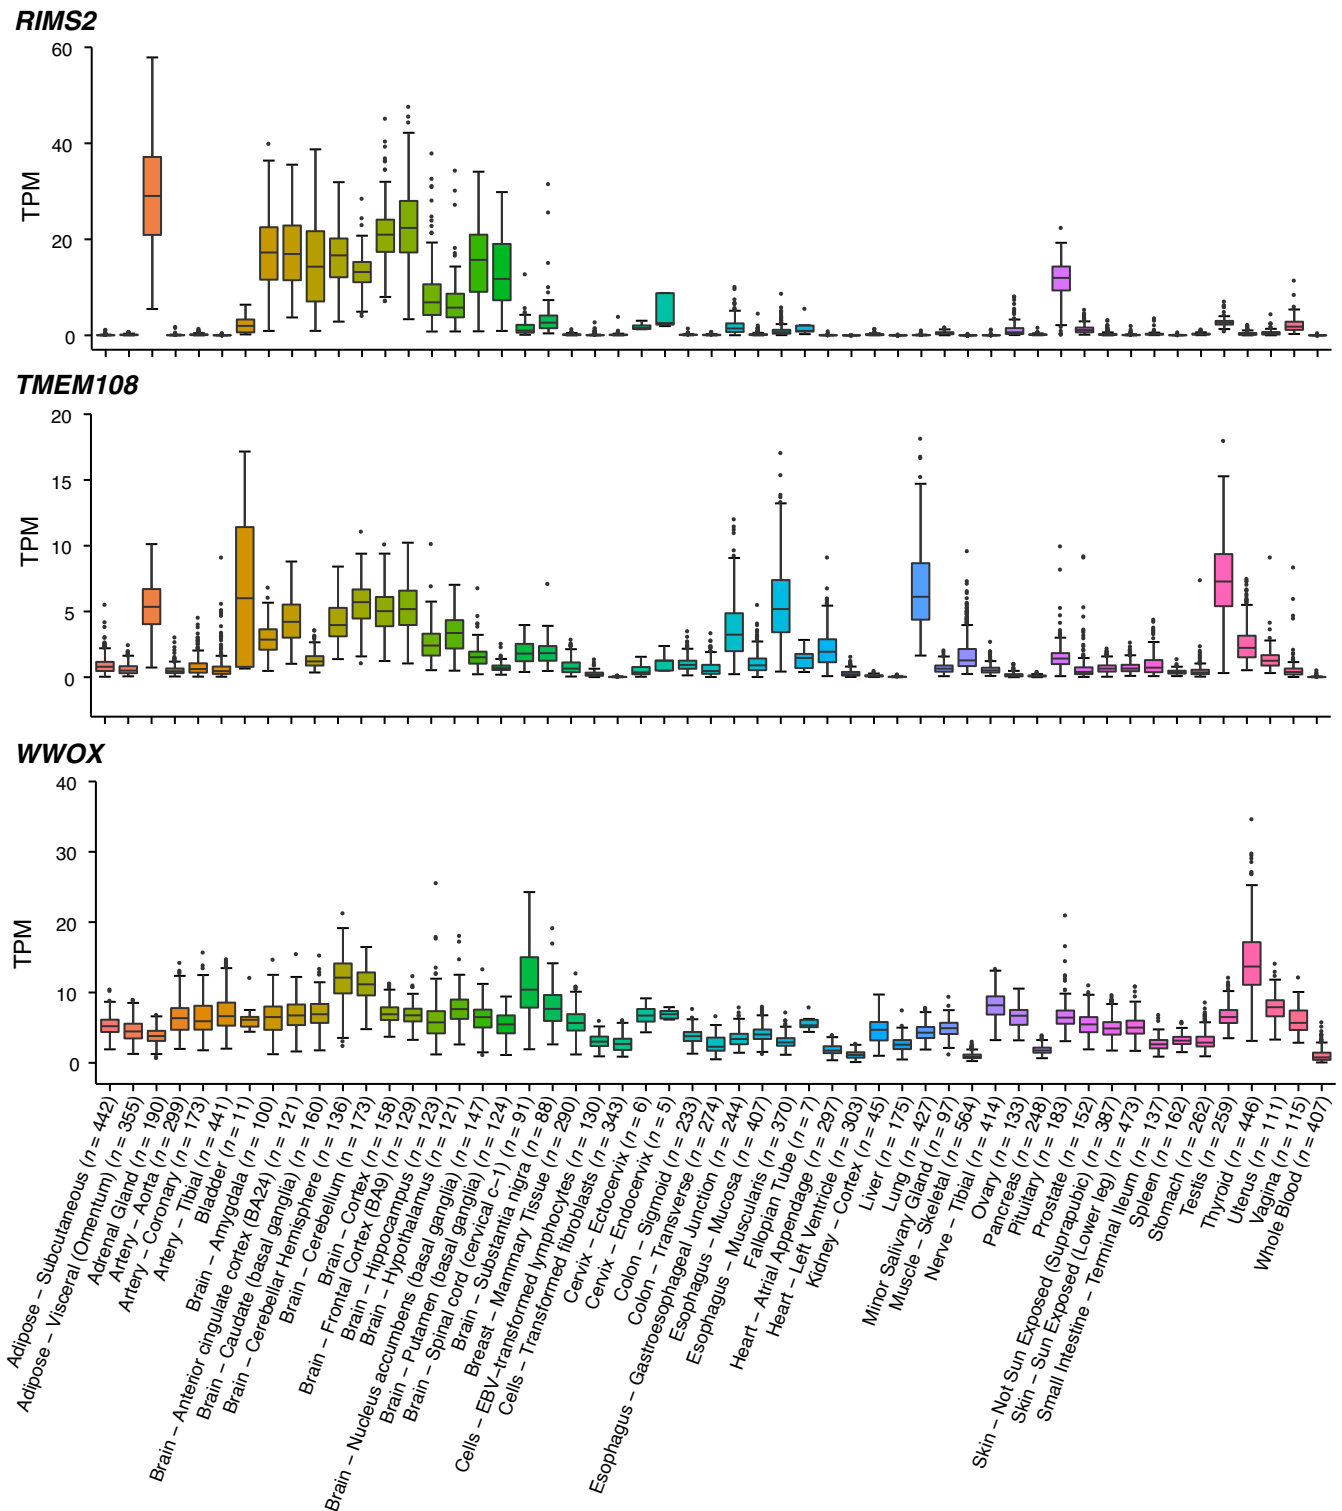 RIMS2
60
40
20
0
TPM
TMEM108
20
15
10
5
0
TPM
WWOX
40
30
20
10
0
TPM
Adipose − Subcutaneous (n = 442)
Adipose − Visceral (Omentum) (n = 355)
Adrenal Gland (n = 190)
Artery − Aorta (n = 299)
Artery − Coronary (n = 173)
Artery − Tibial (n = 441)
Bladder (n = 11)
Brain − Amygdala (n = 100)
Brain − Anterior cingulate cortex (BA24) (n = 121)
Brain − Caudate (basal ganglia) (n = 160)
Brain − Cerebellar Hemisphere (n = 136)
Brain − Cerebellum (n = 173)
Brain − Cortex (n = 158)
Brain − Frontal Cortex (BA9) (n = 129)
Brain − Hippocampus (n = 123)
Brain − Hypothalamus (n = 121)
Brain − Nucleus accumbens (basal ganglia) (n = 147)
Brain − Putamen (basal ganglia) (n = 124)
Brain − Spinal cord (cervical c−1) (n = 91)
Brain − Substantia nigra (n = 88)
Breast − Mammary Tissue (n = 290)
Cells − EBV−transformed lymphocytes (n = 130)
Cells − Transformed fibroblasts (n = 343)
Cervix − Ectocervix (n = 6)
Cervix − Endocervix (n = 5)
Colon − Sigmoid (n = 233)
Colon − Transverse (n = 274)
Esophagus − Gastroesophageal Junction (n = 244)
Esophagus − Mucosa (n = 407)
Esophagus − Muscularis (n = 370)
Fallopian Tube (n = 7)
Heart − Atrial Appendage (n = 297)
Heart − Left Ventricle (n = 303)
Kidney − Cortex (n = 45)
Liver (n = 175)
Lung (n = 427)
Minor Salivary Gland (n = 97)
Muscle − Skeletal (n = 564)
Nerve − Tibial (n = 414)
Ovary (n = 133)
Pancreas (n = 248)
Pituitary (n = 183)
Prostate (n = 152)
Skin − Not Sun Exposed (Suprapubic) (n = 387)
Skin − Sun Exposed (Lower leg) (n = 473)
Small Intestine − Terminal Ileum (n = 137)
Spleen (n = 162)
Stomach (n = 262)
Testis (n = 259)
Thyroid (n = 446)
Uterus (n = 111)
Vagina (n = 115)
Whole Blood (n = 407)